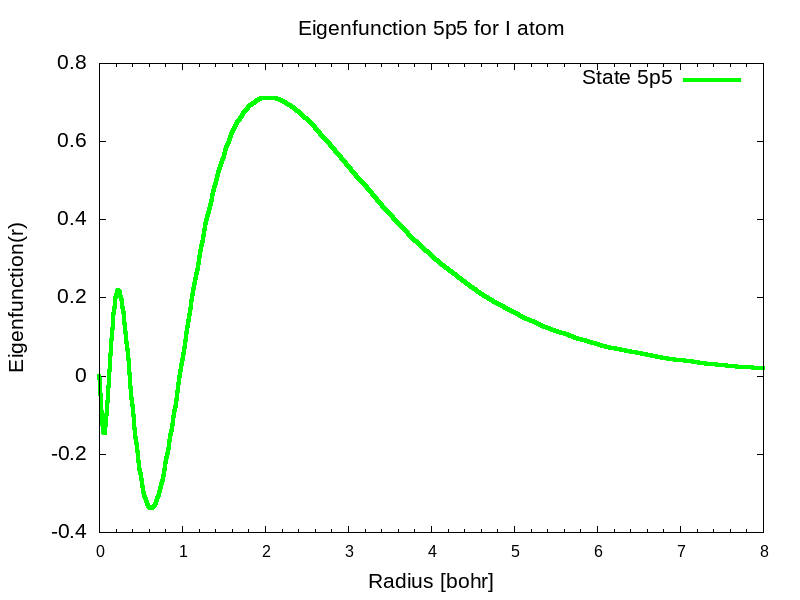 Eigenfunction 5p5 for I atom
State 5p5
Eigenfunction(r)
0.8
0.6
0.4
0.2
0
-0.2
-0.4
0 1 2 3 4 5 6 7 8
Radius [bohr]